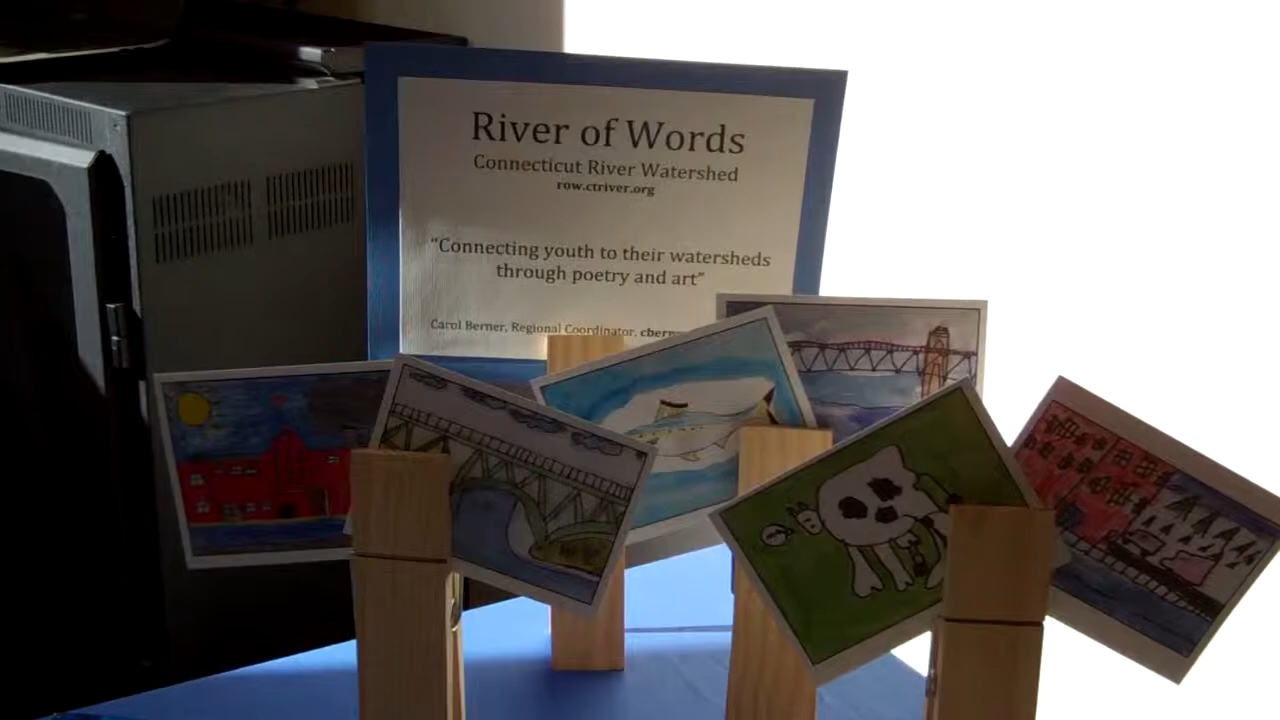 River of Words
Connecticut River Watershed
row.ctriver.org
“Connecting youth to their watersheds
through poetry and art”
Carol Berner, Regional Coordinator,